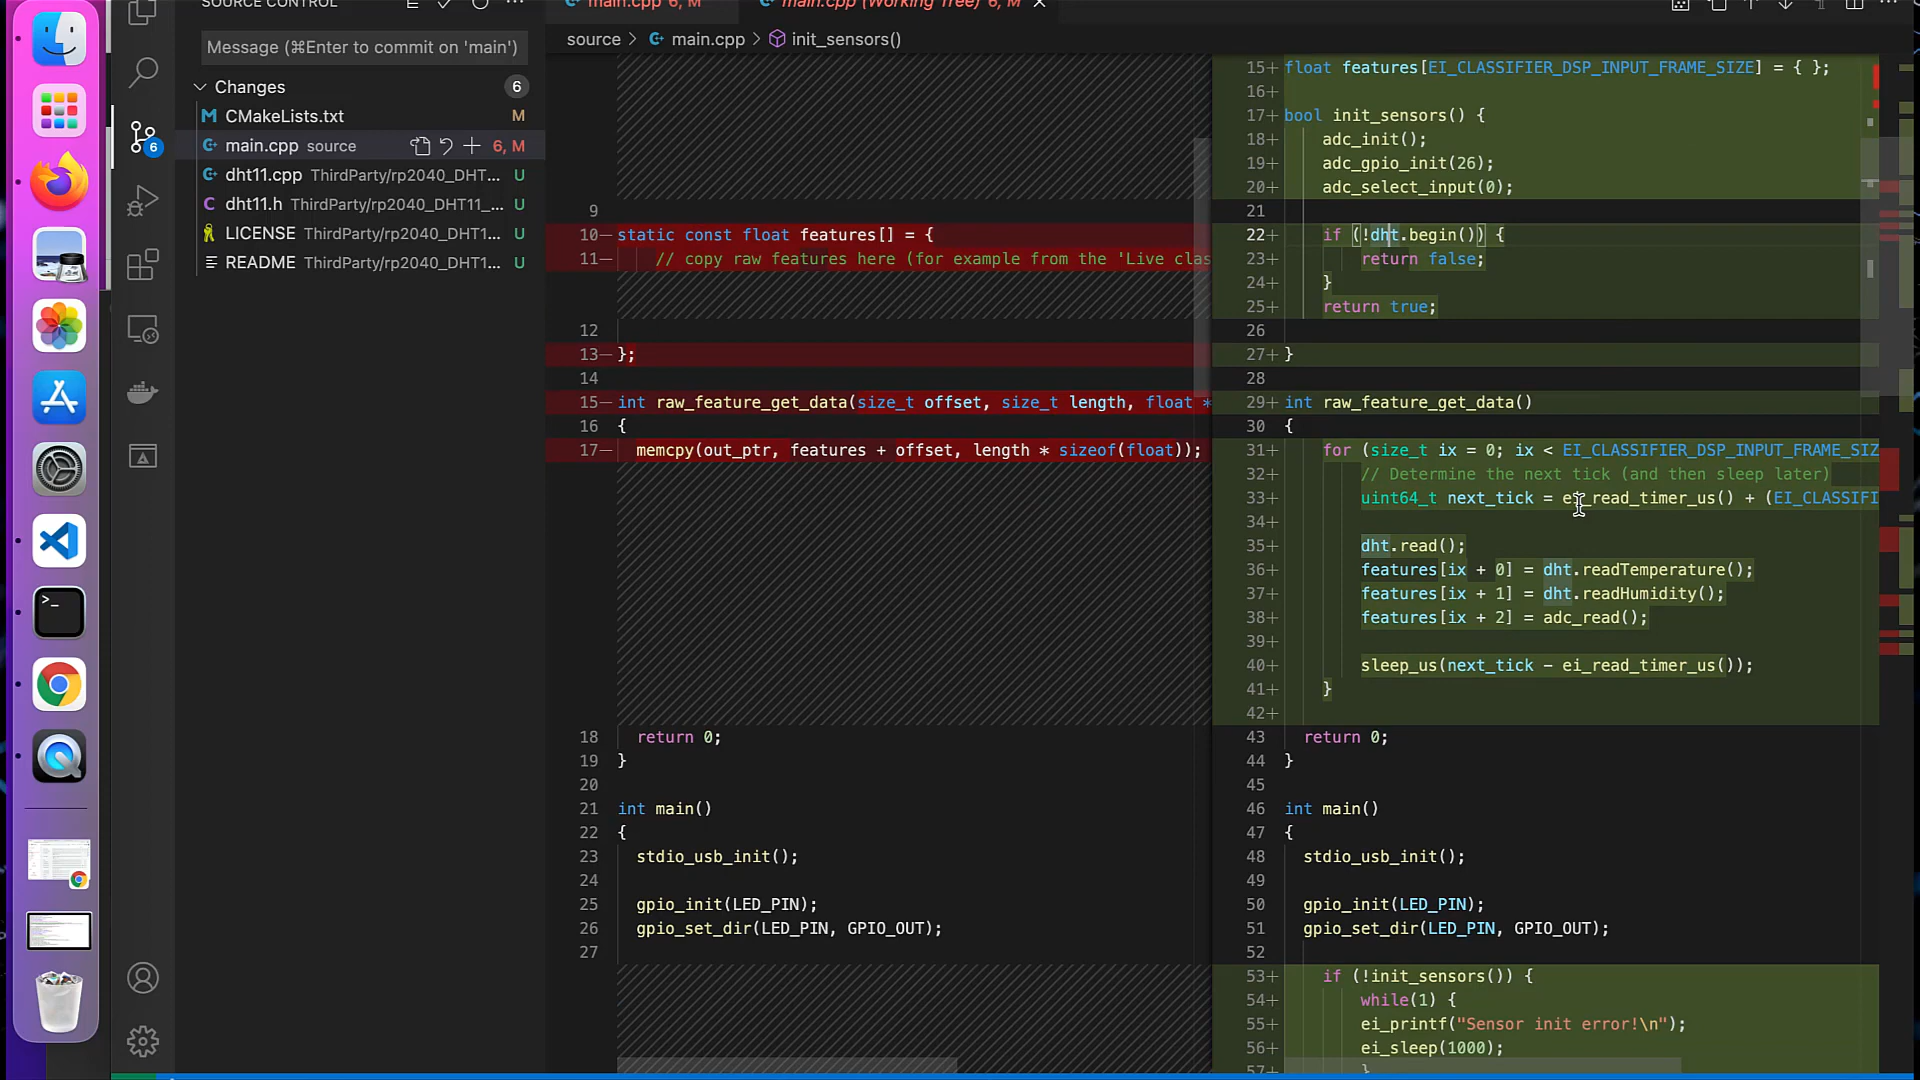 SOURCE CONTROL
Message (⌘Enter to commit on 'main')
Changes
6
CMakeLists.txt
M
main.cpp source
6, M
dht11.cpp ThirdParty/rp2040_DHT...
U
dht11.h ThirdParty/rp2040_DHT11_...
U
LICENSE ThirdParty/rp2040_DHT1...
U
README ThirdParty/rp2040_DHT1...
U
6
main.cpp 6, M
main.cpp (Working Tree) 6, M
source > main.cpp > init_sensors()
9
10— static const float features[] = {
11— // copy raw features here (for example from the 'Live clas
12
13— };
14
15— int raw_feature_get_data(size_t offset, size_t length, float *
16 {
17— memcpy(out_ptr, features + offset, length * sizeof(float));
18 return 0;
19 }
20
21 int main()
22 {
23 stdio_usb_init();
24
25 gpio_init(LED_PIN);
26 gpio_set_dir(LED_PIN, GPIO_OUT);
27
15+ float features[EI_CLASSIFIER_DSP_INPUT_FRAME_SIZE] = { };
16+
17+ bool init_sensors() {
18+ adc_init();
19+ adc_gpio_init(26);
20+ adc_select_input(0);
21
22+ if (!dht.begin()) {
23+ return false;
24+ }
25+ return true;
26
27+ }
28
29+ int raw_feature_get_data()
30 {
31+ for (size_t ix = 0; ix < EI_CLASSIFIER_DSP_INPUT_FRAME_SIZ
32+ // Determine the next tick (and then sleep later)
33+ uint64_t next_tick = ei_read_timer_us() + (EI_CLASSIFI
34+
35+ dht.read();
36+ features[ix + 0] = dht.readTemperature();
37+ features[ix + 1] = dht.readHumidity();
38+ features[ix + 2] = adc_read();
39+
40+ sleep_us(next_tick - ei_read_timer_us());
41+ }
42+
43 return 0;
44 }
45
46 int main()
47 {
48 stdio_usb_init();
49
50 gpio_init(LED_PIN);
51 gpio_set_dir(LED_PIN, GPIO_OUT);
52
53+ if (!init_sensors()) {
54+ while(1) {
55+ ei_printf("Sensor init error!\n");
56+ ei_sleep(1000);
57+ }